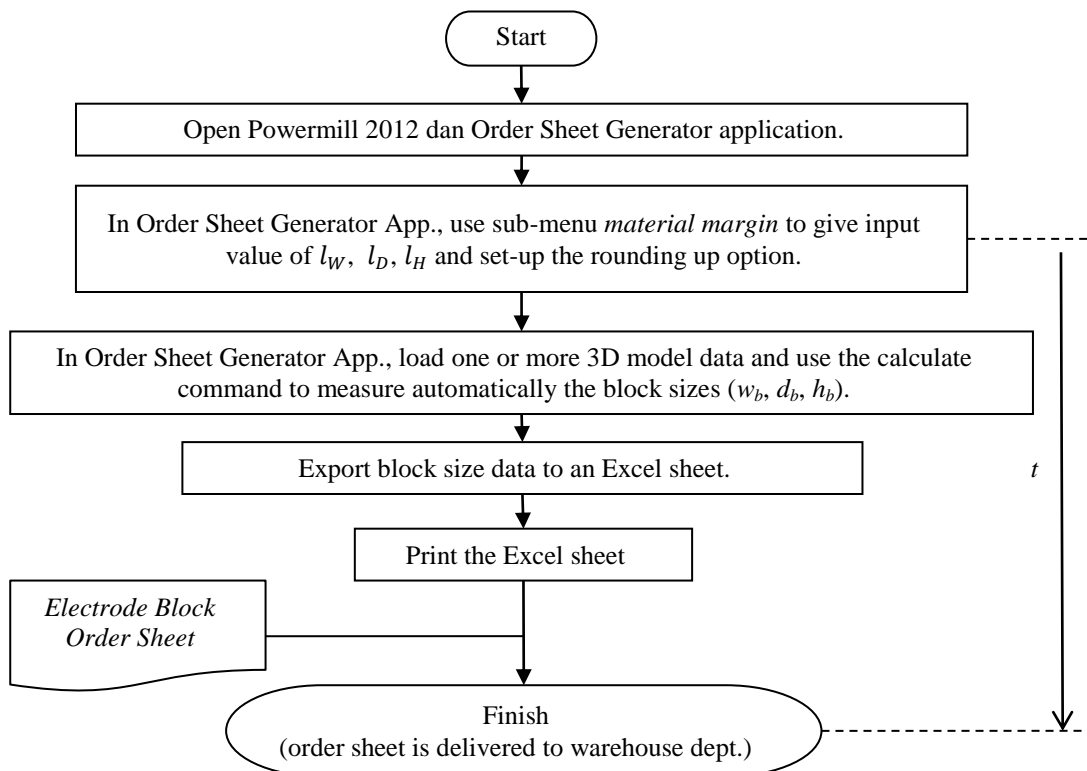 Start
Open Powermill 2012 dan Order Sheet Generator application.
In Order Sheet Generator App., use sub-menu material margin to give input
value of l_W, l_D, l_H and set-up the rounding up option.
In Order Sheet Generator App., load one or more 3D model data and use the calculate
command to measure automatically the block sizes (w_b, d_b, h_b).
Export block size data to an Excel sheet.
t
Print the Excel sheet
Electrode Block
Order Sheet
Finish
(order sheet is delivered to warehouse dept.)